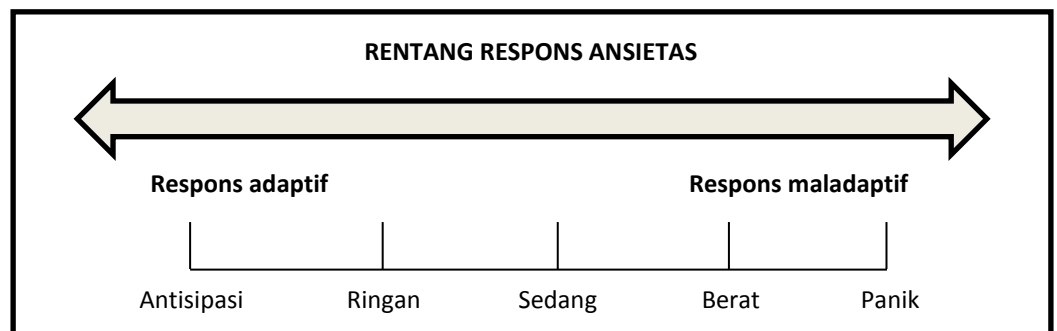 RENTANG RESPONS ANSIETAS
Respons adaptif Respons maladaptif
Antisipasi Ringan Sedang Berat Panik